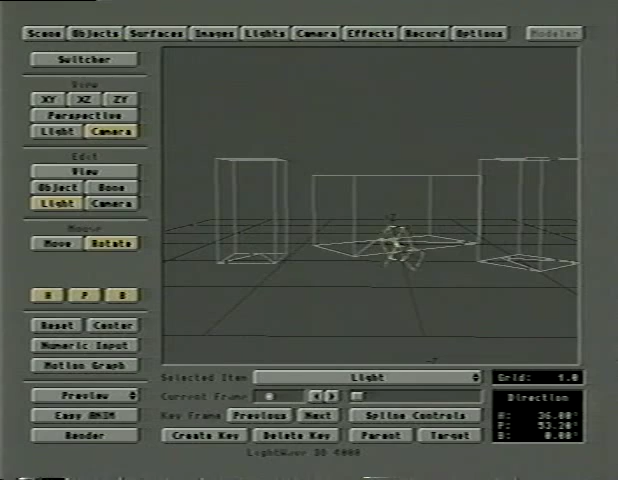 Scene Objects Surfaces Images Lights Camera Effects Record Options Modeler
Switcher
View
XY XZ ZY
Perspective
Light Camera
Edit
View
Object Bone
Light Camera
Mouse
Move Rotate
H P B
Reset Center
Numeric Input
Motion Graph
Preview
Easy ANIM
Render
Selected Item Light
Current Frame
Key Frame Previous Next Spline Controls
Create Key Delete Key Parent Target
Grid: 1.0
Direction
H: 36.00°
P: 53.20°
B: 0.00°
LightWave 3D 4000